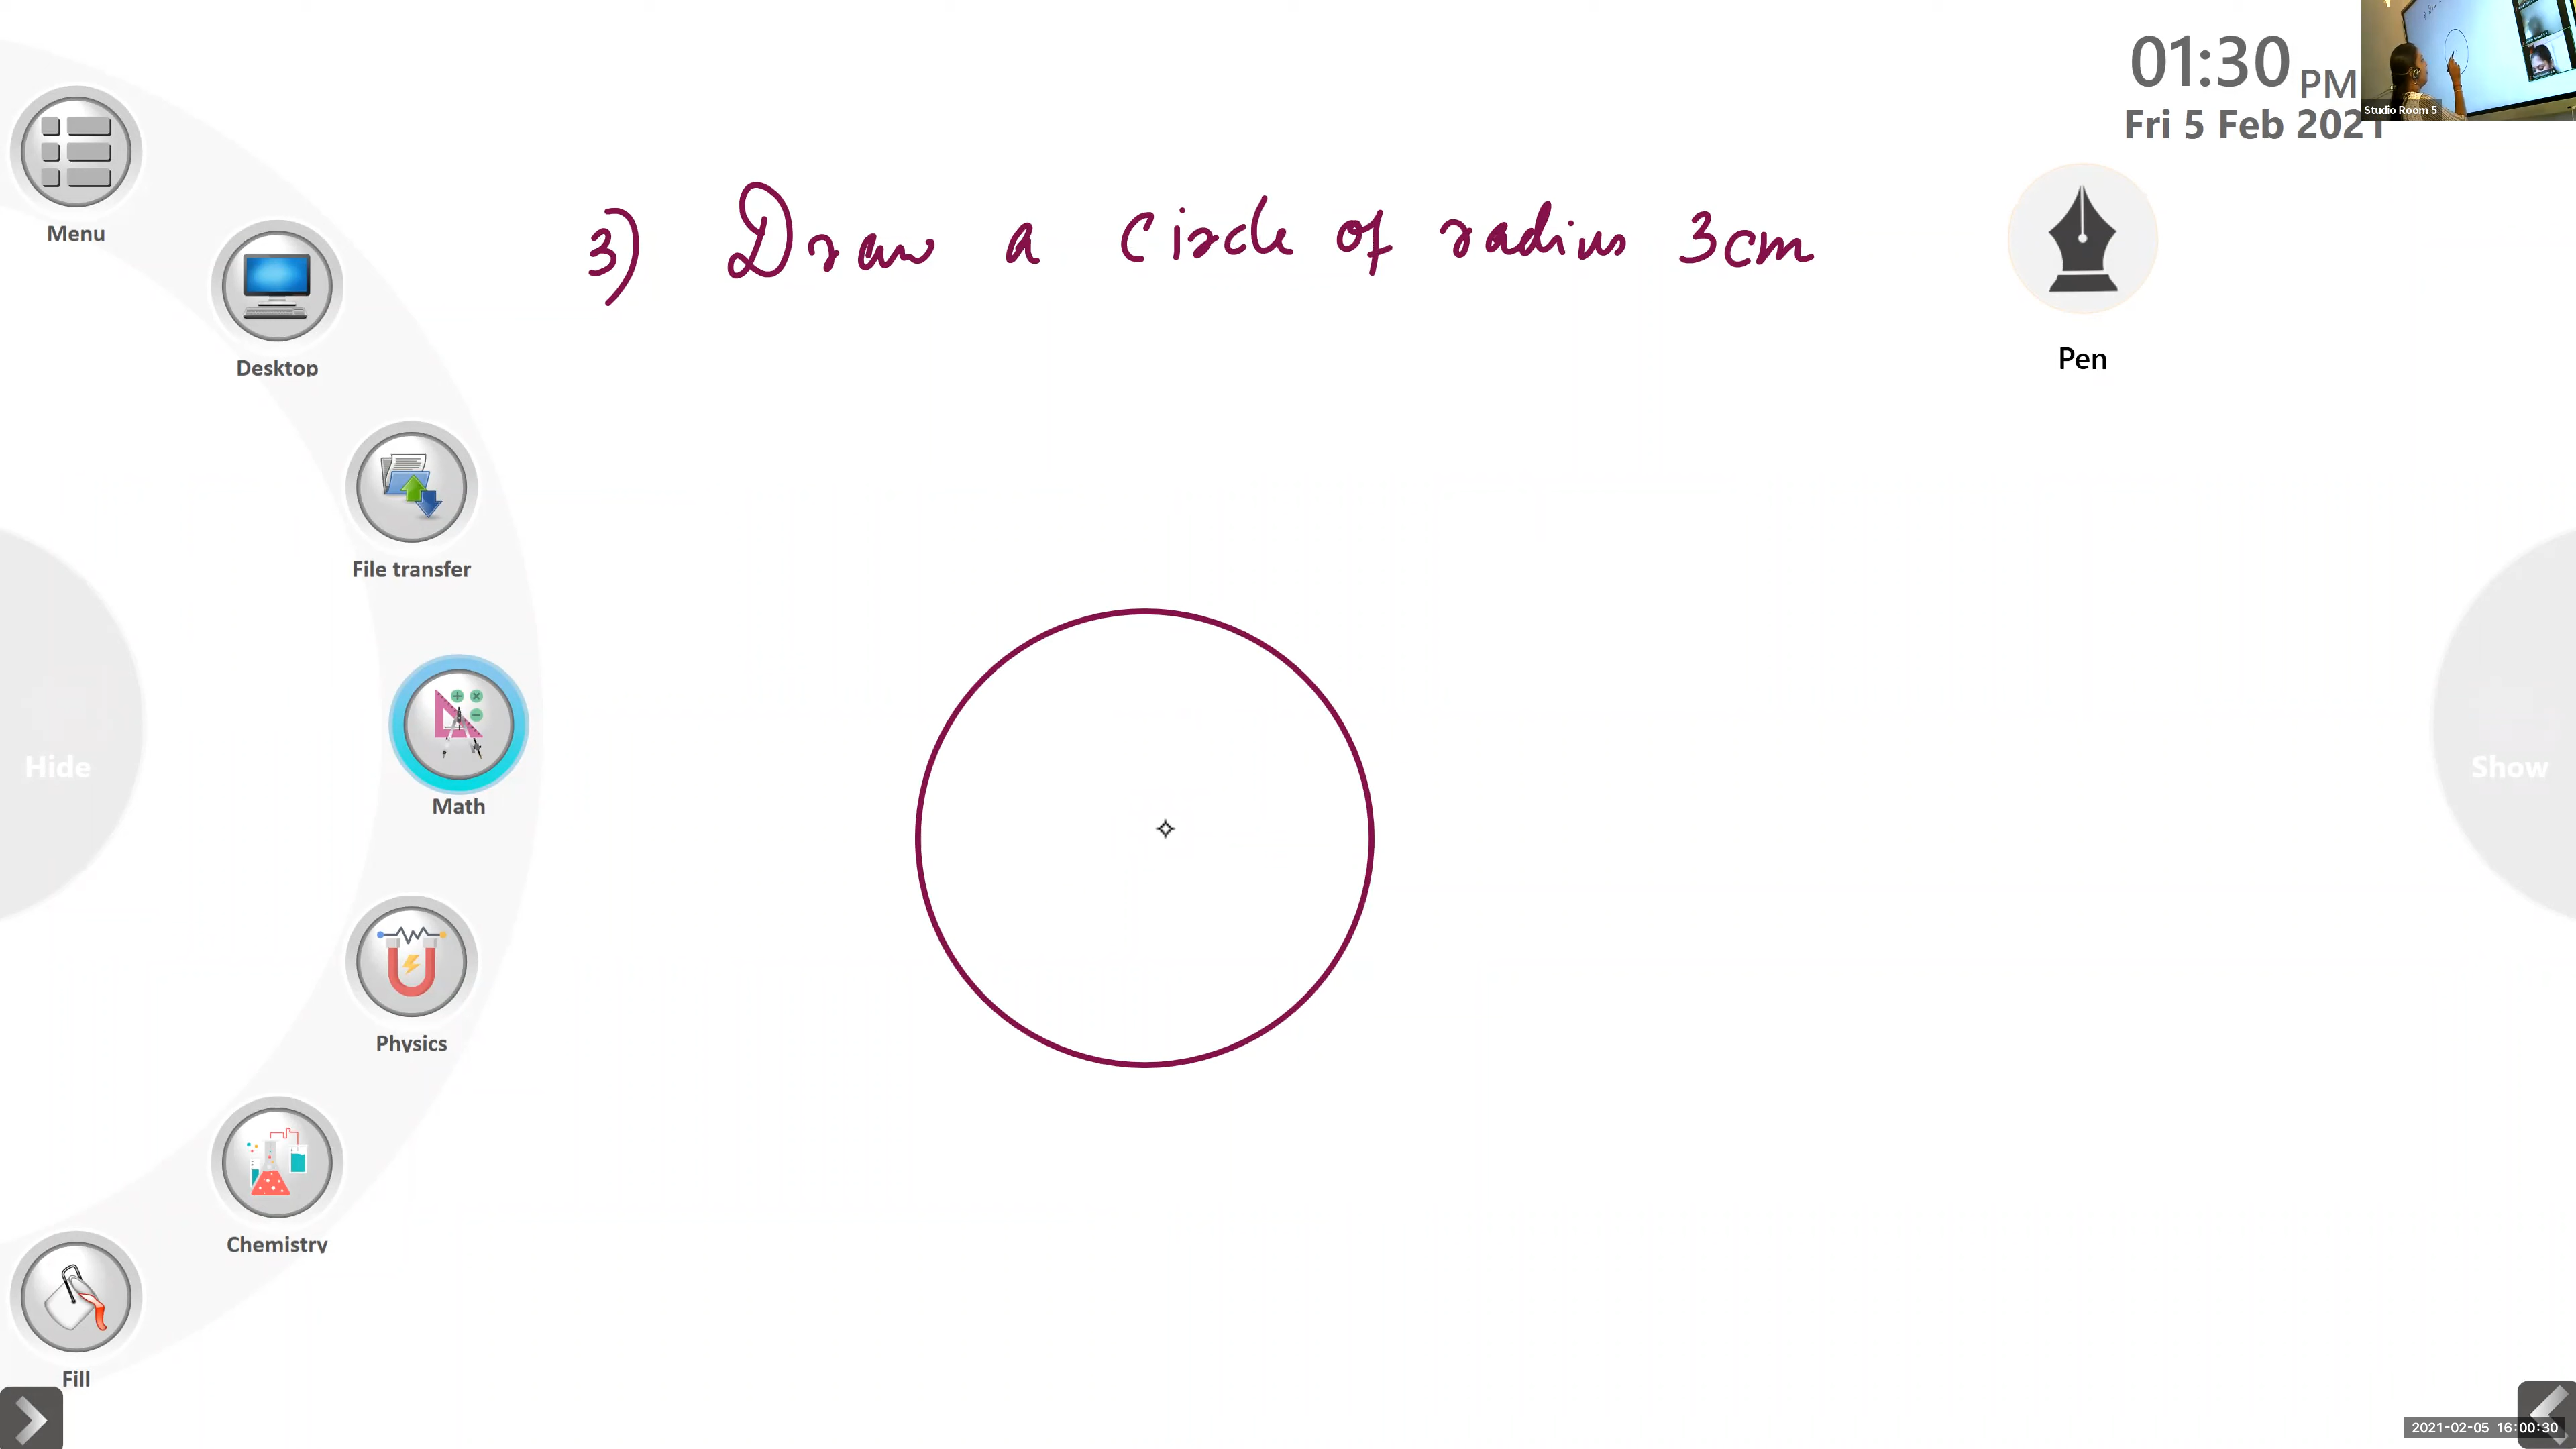 01:30 PM
Fri 5 Feb 2021
Studio Room 5
Menu
3) Draw a circle of radius 3cm
Desktop
Pen
File transfer
Hide
Math
Show
Physics
Chemistry
Fill
2021-02-05 16:00:30